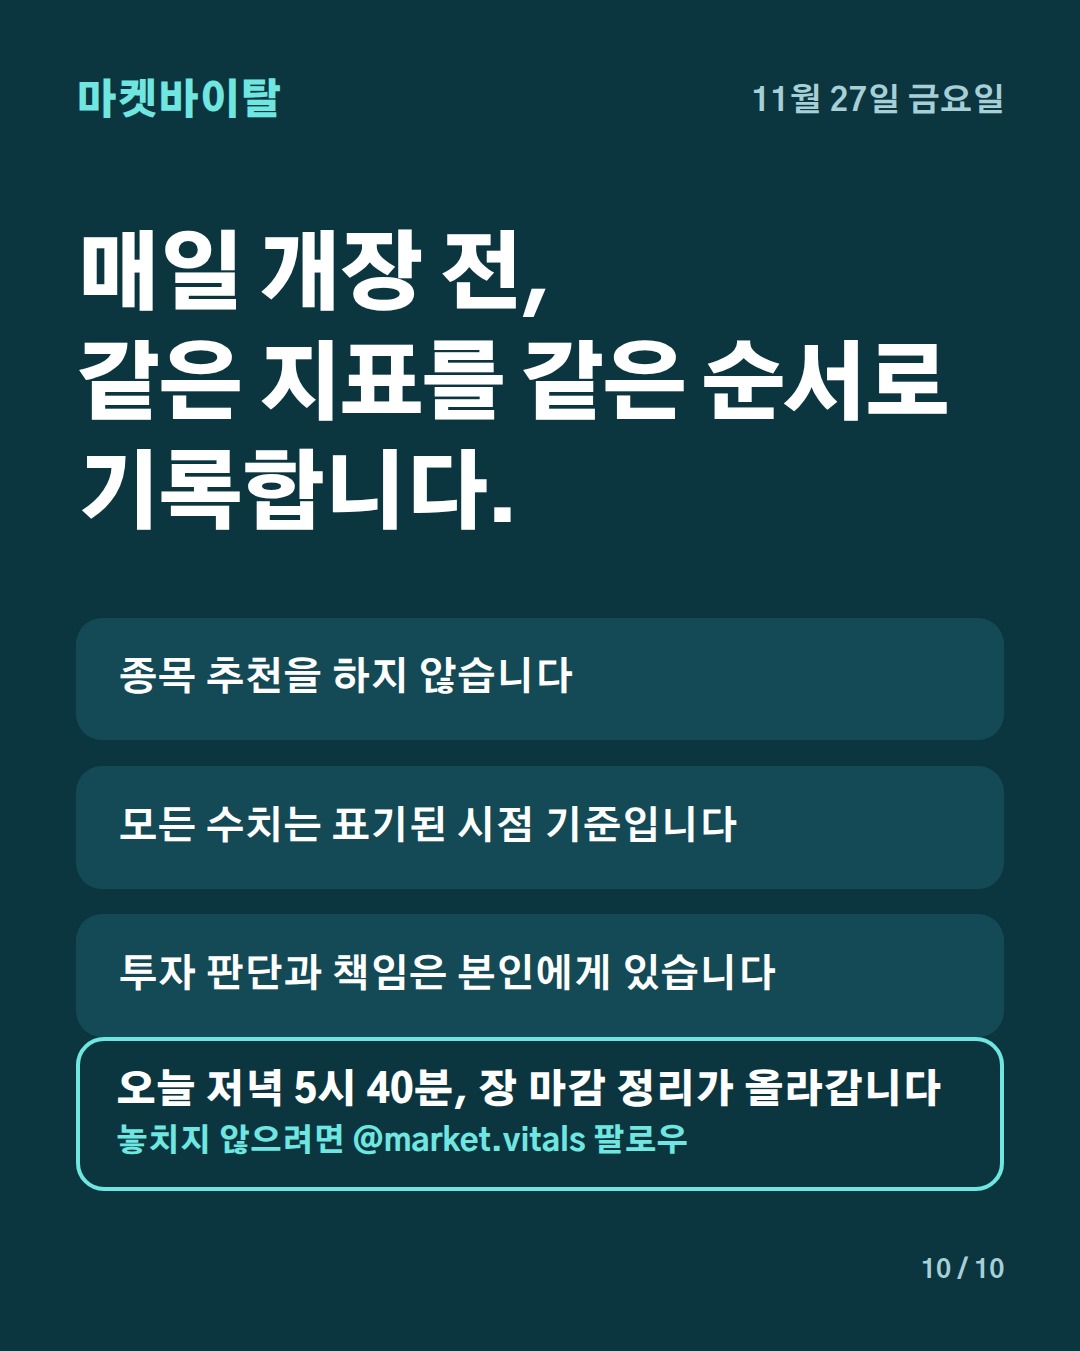 마켓바이탈
11월 27일 금요일
매일 개장 전,
같은 지표를 같은 순서로
기록합니다.
종목 추천을 하지 않습니다
모든 수치는 표기된 시점 기준입니다
투자 판단과 책임은 본인에게 있습니다
오늘 저녁 5시 40분, 장 마감 정리가 올라갑니다
놓치지 않으려면 @market.vitals 팔로우
10 / 10